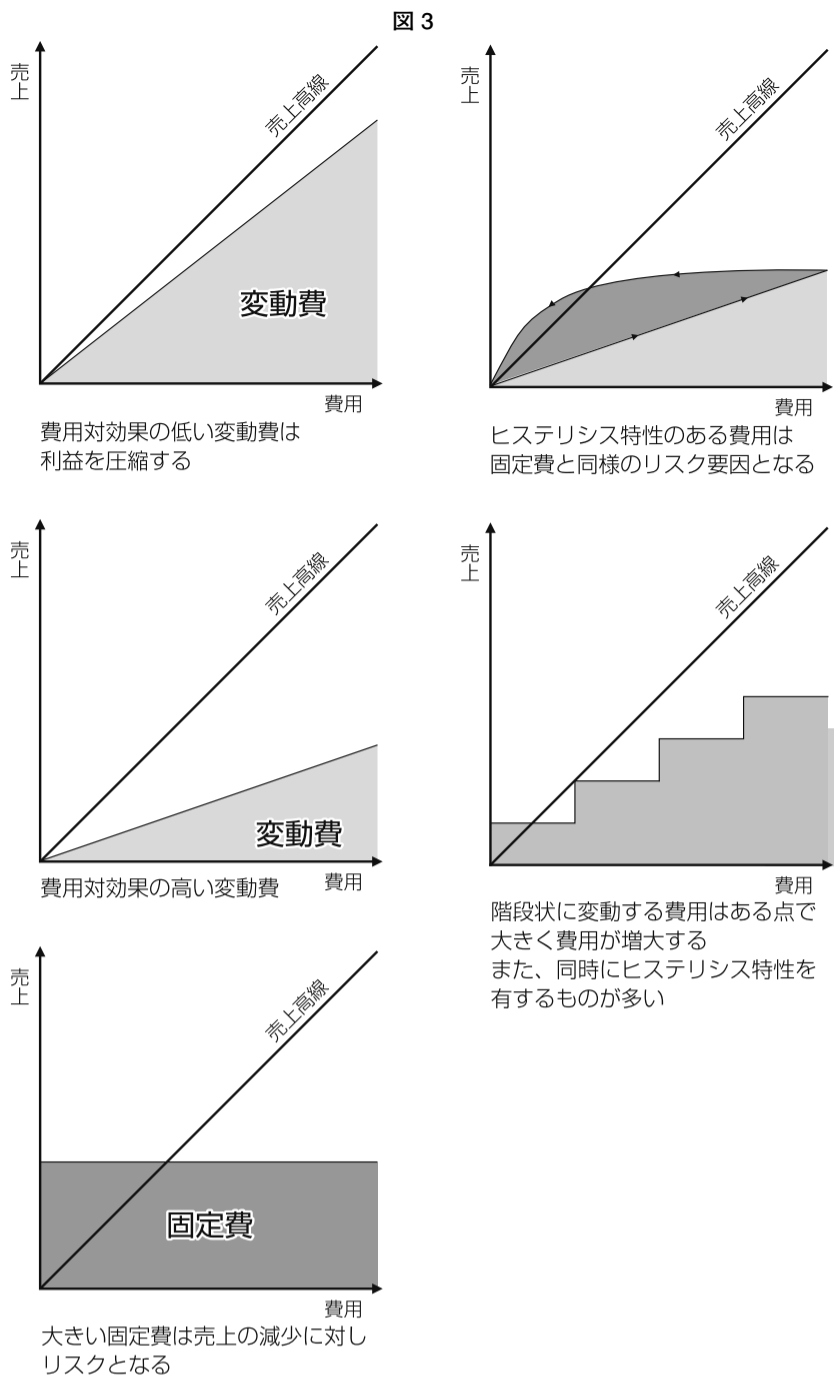 図3
売上
売上高線
変動費
費用
費用対効果の低い変動費は
利益を圧縮する
売上
売上高線
費用
ヒステリシス特性のある費用は
固定費と同様のリスク要因となる
売上
売上高線
変動費
費用
費用対効果の高い変動費
売上
売上高線
費用
階段状に変動する費用はある点で
大きく費用が増大する
また、同時にヒステリシス特性を
有するものが多い
売上
売上高線
固定費
費用
大きい固定費は売上の減少に対し
リスクとなる